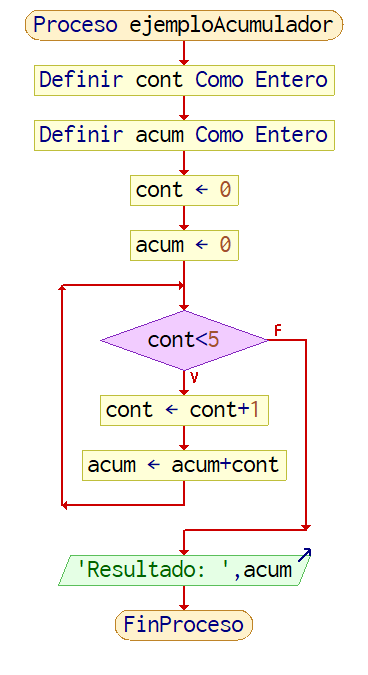 Proceso ejemploAcumulador
Definir cont Como Entero
Definir acum Como Entero
cont ← 0
acum ← 0
cont<5
F
V
cont ← cont+1
acum ← acum+cont
'Resultado: ',acum
FinProceso